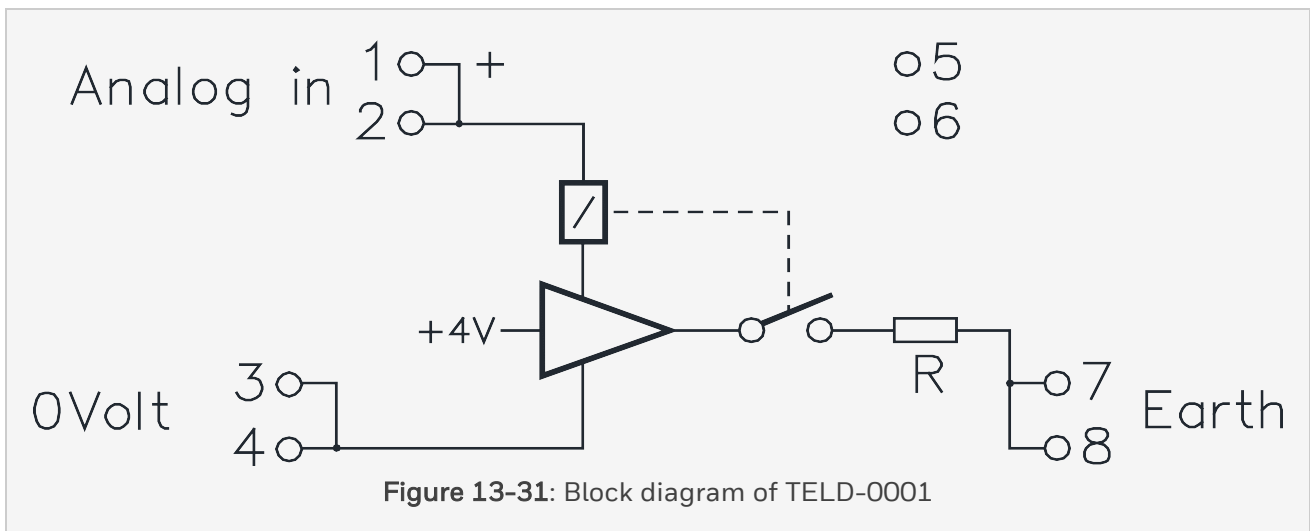 Analog in 1 + 5
2 6
+4V
3 R 7
0Volt Earth
4 8
Figure 13-31: Block diagram of TELD-0001